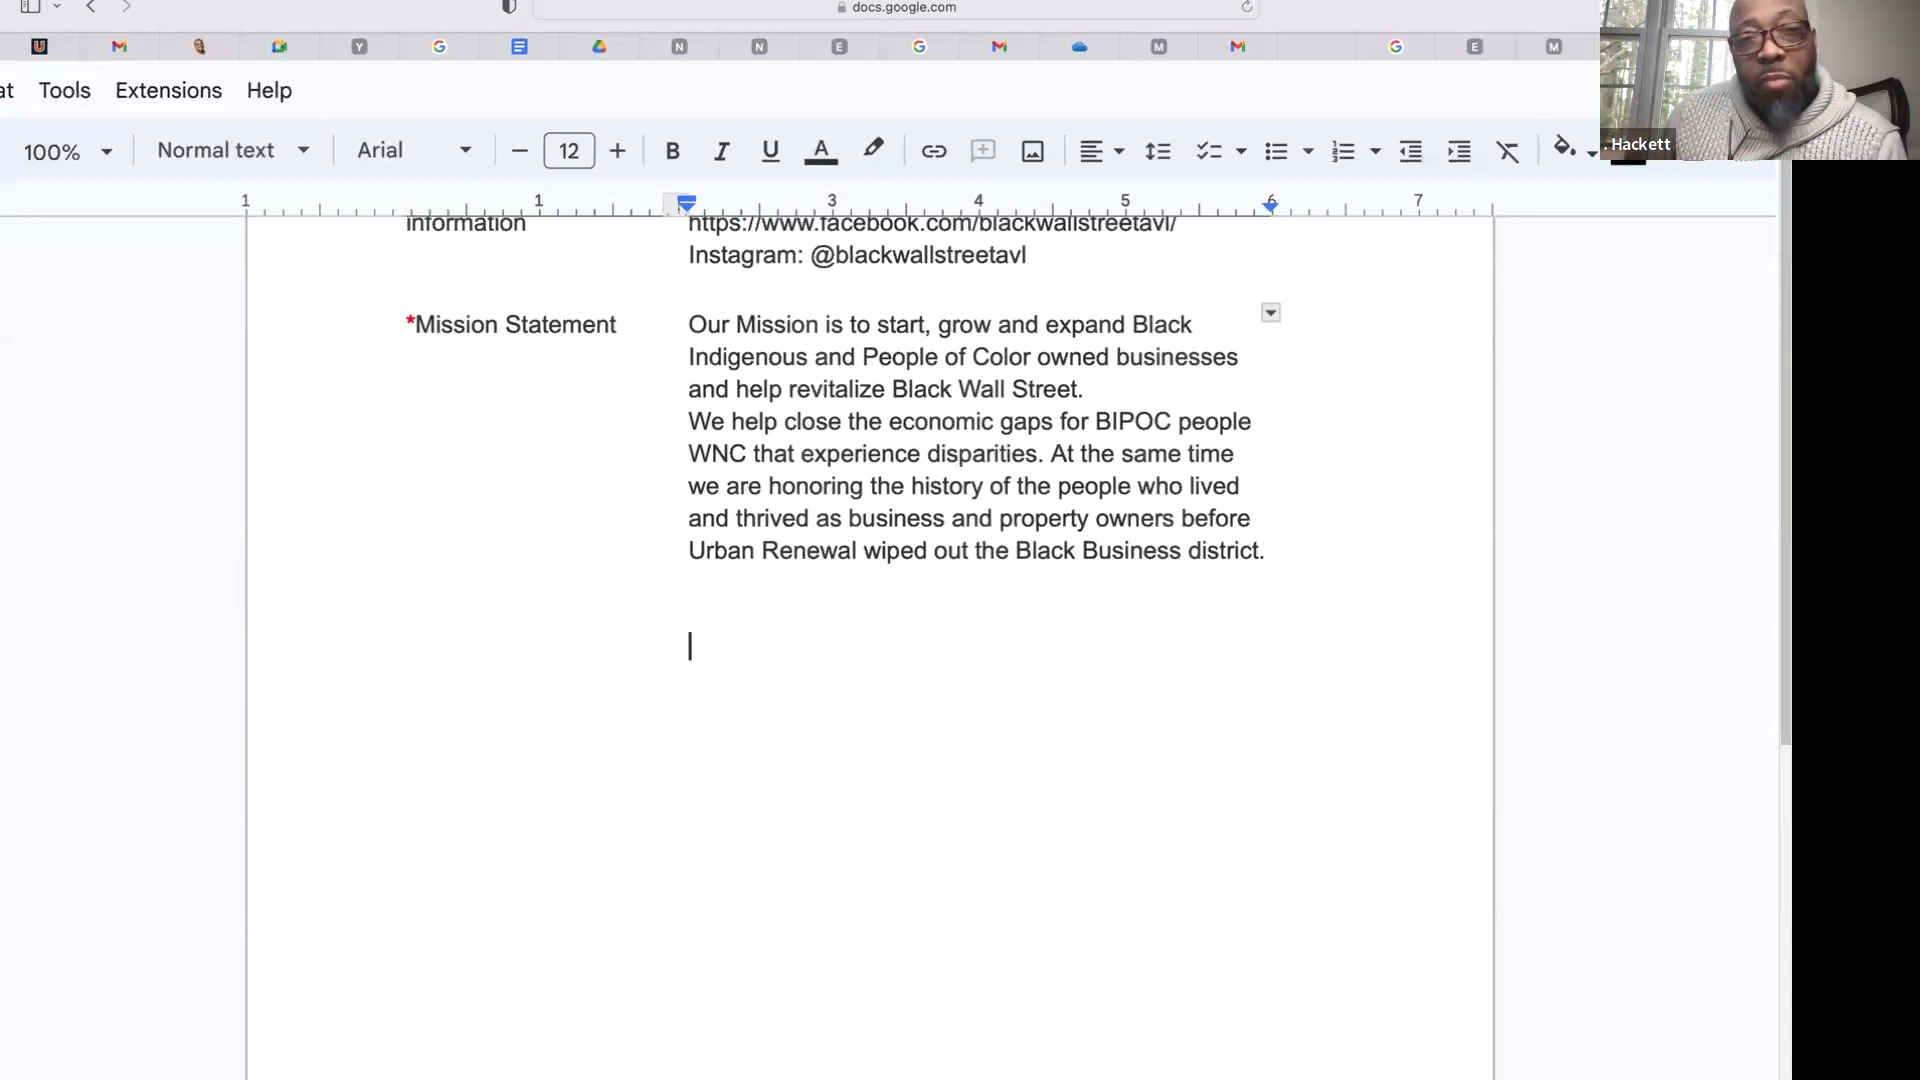 docs.google.com
U Y G N N E G M G E M
at Tools Extensions Help
100% Normal text Arial − 12 + B I U A
1 1 3 4 5 6 7
. Hackett
information https://www.facebook.com/blackwallstreetavl/
Instagram: @blackwallstreetavl
*Mission Statement Our Mission is to start, grow and expand Black
Indigenous and People of Color owned businesses
and help revitalize Black Wall Street.
We help close the economic gaps for BIPOC people
WNC that experience disparities. At the same time
we are honoring the history of the people who lived
and thrived as business and property owners before
Urban Renewal wiped out the Black Business district.